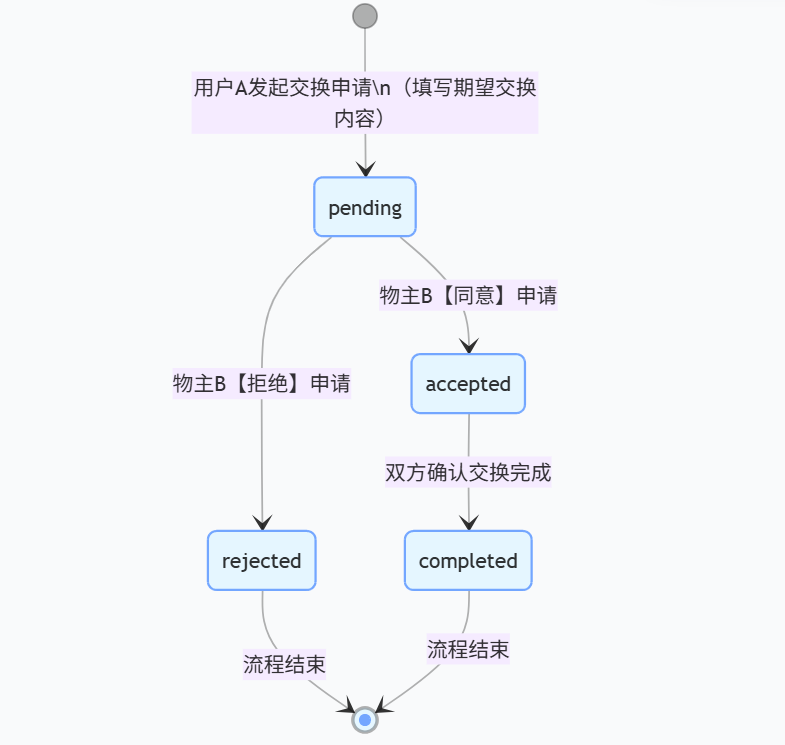 用户A发起交换申请\n（填写期望交换
内容）
pending
物主B【同意】申请
物主B【拒绝】申请
accepted
双方确认交换完成
rejected
completed
流程结束
流程结束